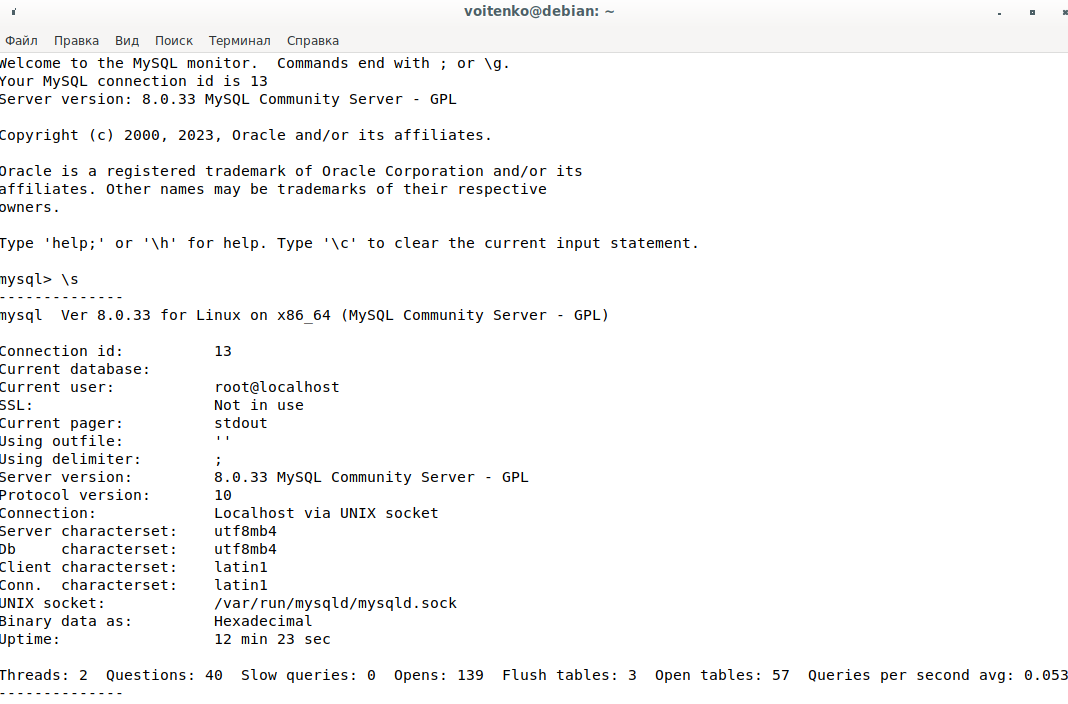 voitenko@debian: ~
Файл Правка Вид Поиск Терминал Справка
Welcome to the MySQL monitor.  Commands end with ; or \g.
Your MySQL connection id is 13
Server version: 8.0.33 MySQL Community Server - GPL

Copyright (c) 2000, 2023, Oracle and/or its affiliates.

Oracle is a registered trademark of Oracle Corporation and/or its
affiliates. Other names may be trademarks of their respective
owners.

Type 'help;' or '\h' for help. Type '\c' to clear the current input statement.

mysql> \s
--------------
mysql  Ver 8.0.33 for Linux on x86_64 (MySQL Community Server - GPL)

Connection id:          13
Current database:
Current user:           root@localhost
SSL:                    Not in use
Current pager:          stdout
Using outfile:          ''
Using delimiter:        ;
Server version:         8.0.33 MySQL Community Server - GPL
Protocol version:       10
Connection:             Localhost via UNIX socket
Server characterset:    utf8mb4
Db     characterset:    utf8mb4
Client characterset:    latin1
Conn.  characterset:    latin1
UNIX socket:            /var/run/mysqld/mysqld.sock
Binary data as:         Hexadecimal
Uptime:                 12 min 23 sec

Threads: 2  Questions: 40  Slow queries: 0  Opens: 139  Flush tables: 3  Open tables: 57  Queries per second avg: 0.053
--------------